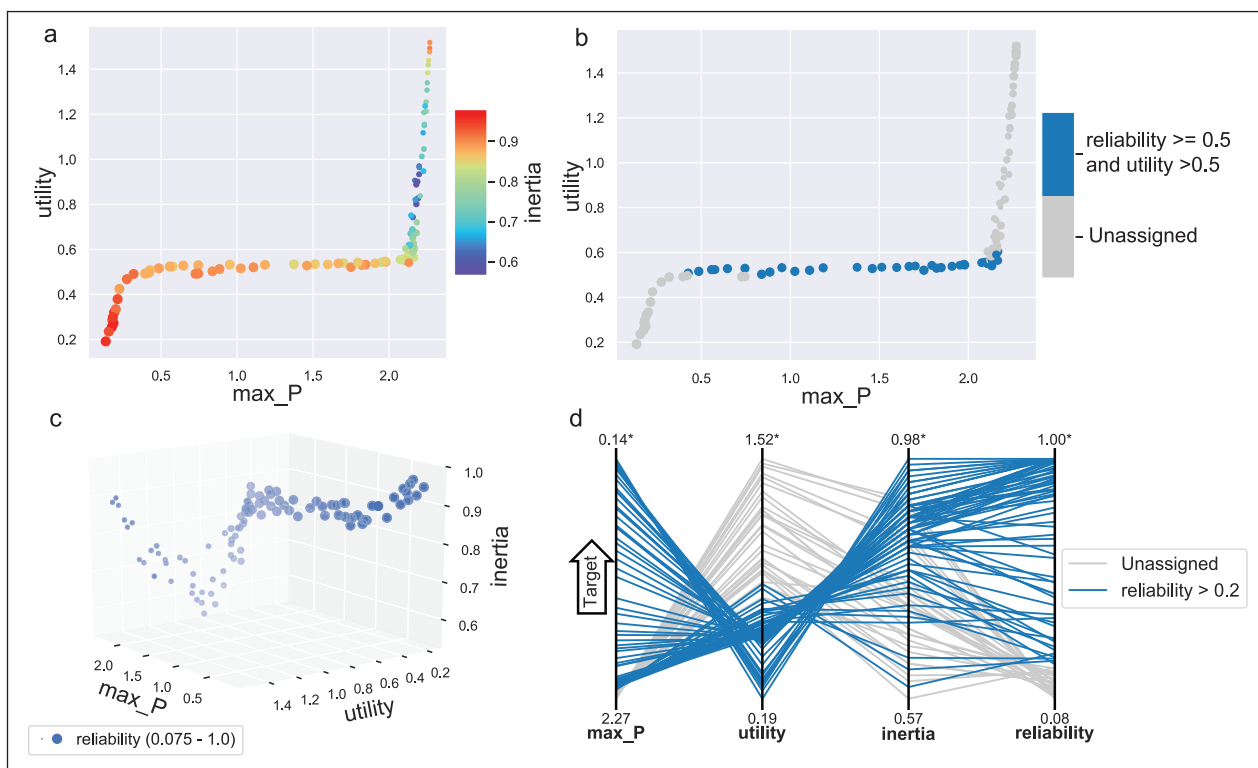 a
utility
1.4
1.2
1.0
0.8
0.6
0.4
0.2
0.5
1.0
1.5
2.0
max_P
0.9
0.8
0.7
0.6
inertia
b
utility
1.4
1.2
1.0
0.8
0.6
0.4
0.2
0.5
1.0
1.5
2.0
max_P
reliability >= 0.5
and utility >0.5
Unassigned
c
1.0
0.9
0.8
0.7
0.6
inertia
2.0
1.5
1.0
0.5
max_P
1.4
1.2
1.0
0.8
0.6
0.4
0.2
utility
reliability (0.075 - 1.0)
d
0.14*
1.52*
0.98*
1.00*
Target
2.27
0.19
0.57
0.08
max_P
utility
inertia
reliability
Unassigned
reliability > 0.2